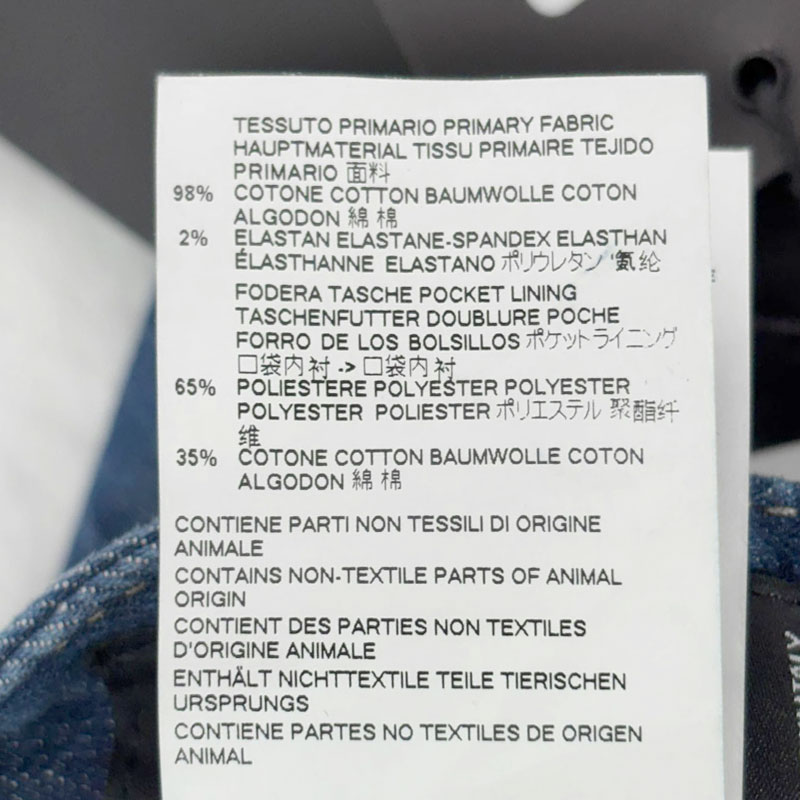 TESSUTO PRIMARIO PRIMARY FABRIC
HAUPTMATERIAL TISSU PRIMAIRE TEJIDO
PRIMARIO 面料
98% COTONE COTTON BAUMWOLLE COTON
ALGODON 綿 棉
2% ELASTAN ELASTANE-SPANDEX ELASTHAN
ÉLASTHANNE ELASTANO ポリウレタン 氨纶
FODERA TASCHE POCKET LINING
TASCHENFUTTER DOUBLURE POCHE
FORRO DE LOS BOLSILLOS ポケットライニング
口袋内衬 -> 口袋内衬
65% POLIESTERE POLYESTER POLYESTER
POLYESTER POLIESTER ポリエステル 聚酯纤
维
35% COTONE COTTON BAUMWOLLE COTON
ALGODON 綿 棉
CONTIENE PARTI NON TESSILI DI ORIGINE
ANIMALE
CONTAINS NON-TEXTILE PARTS OF ANIMAL
ORIGIN
CONTIENT DES PARTIES NON TEXTILES
D'ORIGINE ANIMALE
ENTHÄLT NICHTTEXTILE TEILE TIERISCHEN
URSPRUNGS
CONTIENE PARTES NO TEXTILES DE ORIGEN
ANIMAL